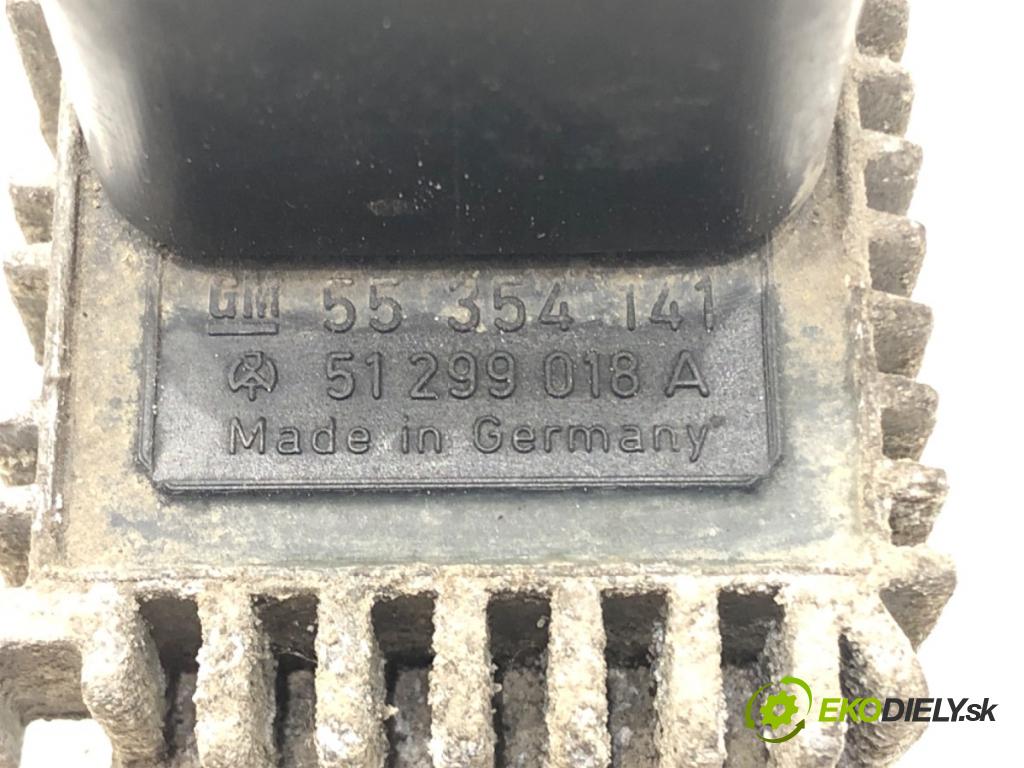 GM 55 354 141
51 299 018 A
Made in Germany
EKODIELY.sk